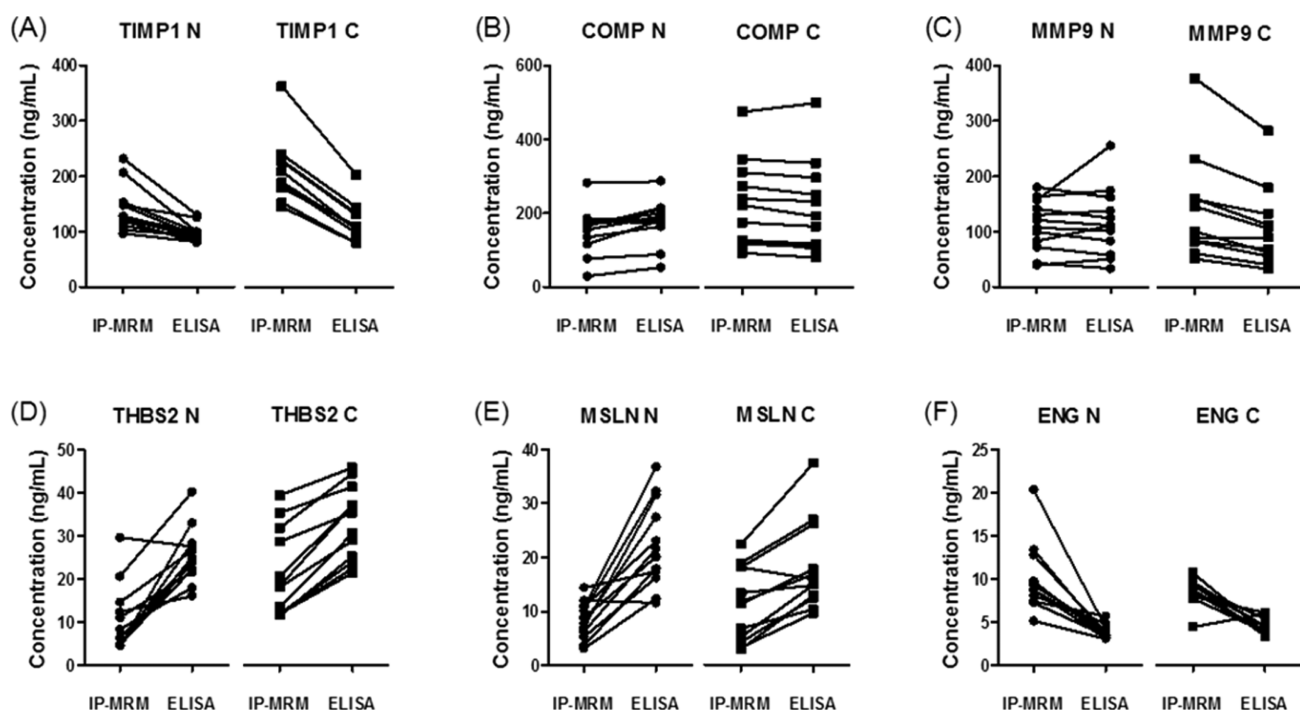 (A) TIMP1 N TIMP1 C
Concentration (ng/mL)
400
300
200
100
0
IP-MRM ELISA IP-MRM ELISA
(B) COMP N COMP C
Concentration (ng/mL)
600
400
200
0
IP-MRM ELISA IP-MRM ELISA
(C) MMP9 N MMP9 C
Concentration (ng/mL)
400
300
200
100
0
IP-MRM ELISA IP-MRM ELISA
(D) THBS2 N THBS2 C
Concentration (ng/mL)
50
40
30
20
10
0
IP-MRM ELISA IP-MRM ELISA
(E) MSLN N MSLN C
Concentration (ng/mL)
40
30
20
10
0
IP-MRM ELISA IP-MRM ELISA
(F) ENG N ENG C
Concentration (ng/mL)
25
20
15
10
5
0
IP-MRM ELISA IP-MRM ELISA